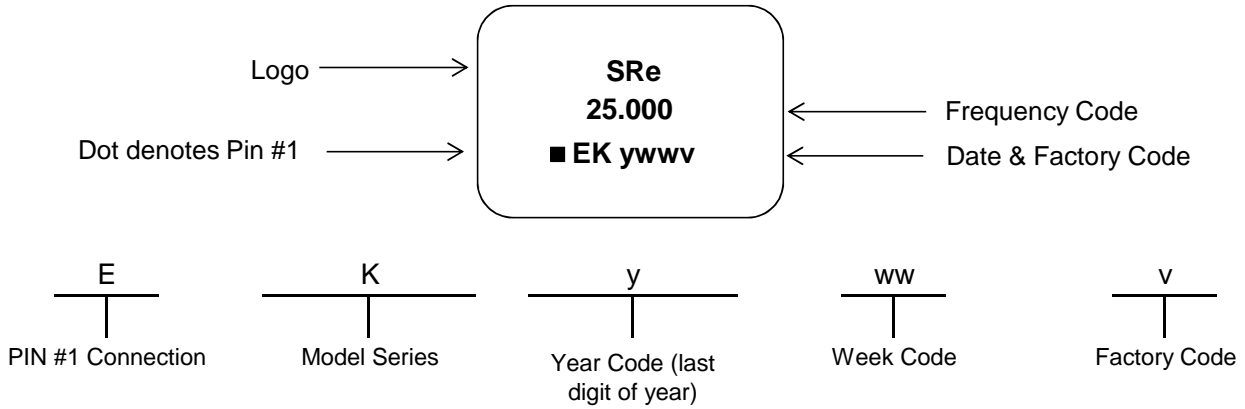 Logo
SRe
25.000
Frequency Code
Dot denotes Pin #1
■ EK ywwv
Date & Factory Code
E
K
y
ww
v
PIN #1 Connection
Model Series
Year Code (last
digit of year)
Week Code
Factory Code